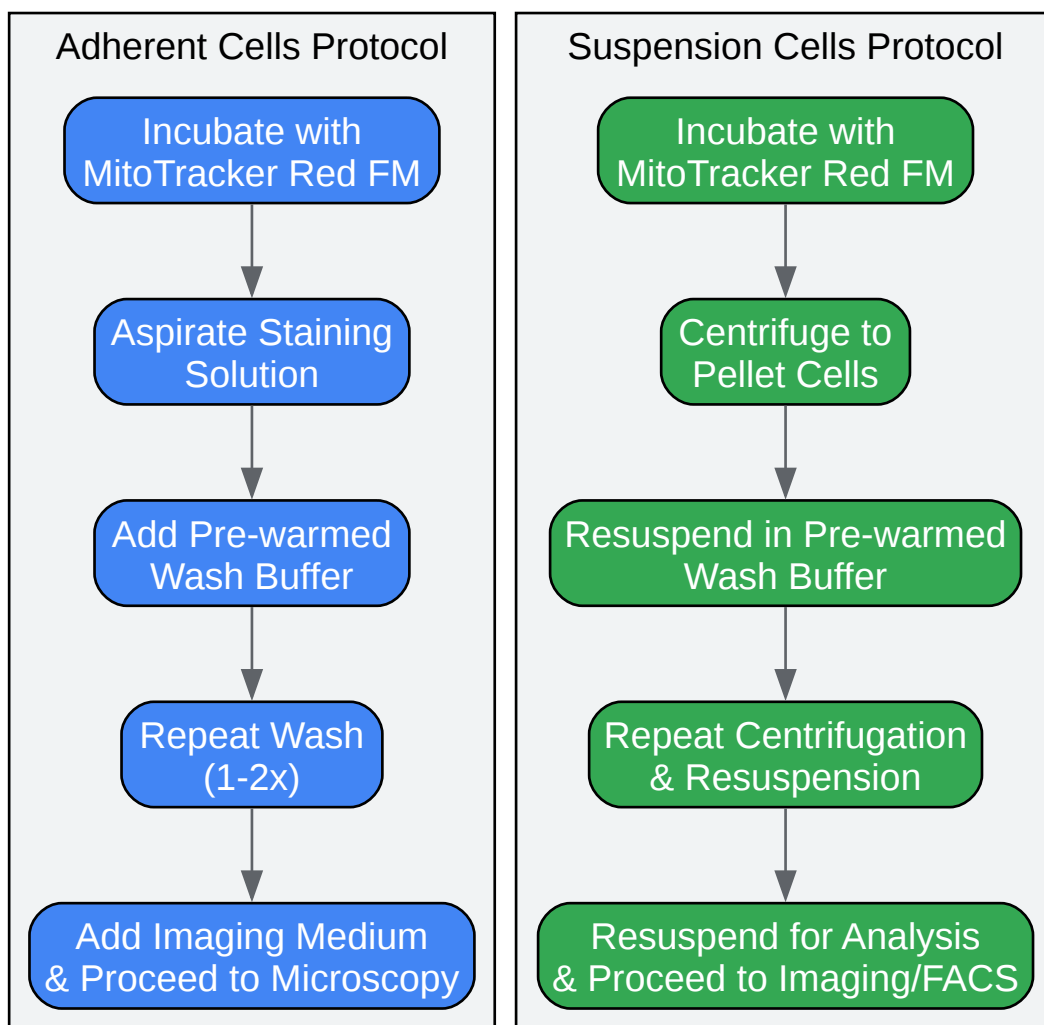 Adherent Cells Protocol
Incubate with
MitoTracker Red FM
Aspirate Staining
Solution
Add Pre-warmed
Wash Buffer
Repeat Wash
(1-2x)
Add Imaging Medium
& Proceed to Microscopy
Suspension Cells Protocol
Incubate with
MitoTracker Red FM
Centrifuge to
Pellet Cells
Resuspend in Pre-warmed
Wash Buffer
Repeat Centrifugation
& Resuspension
Resuspend for Analysis
& Proceed to Imaging/FACS